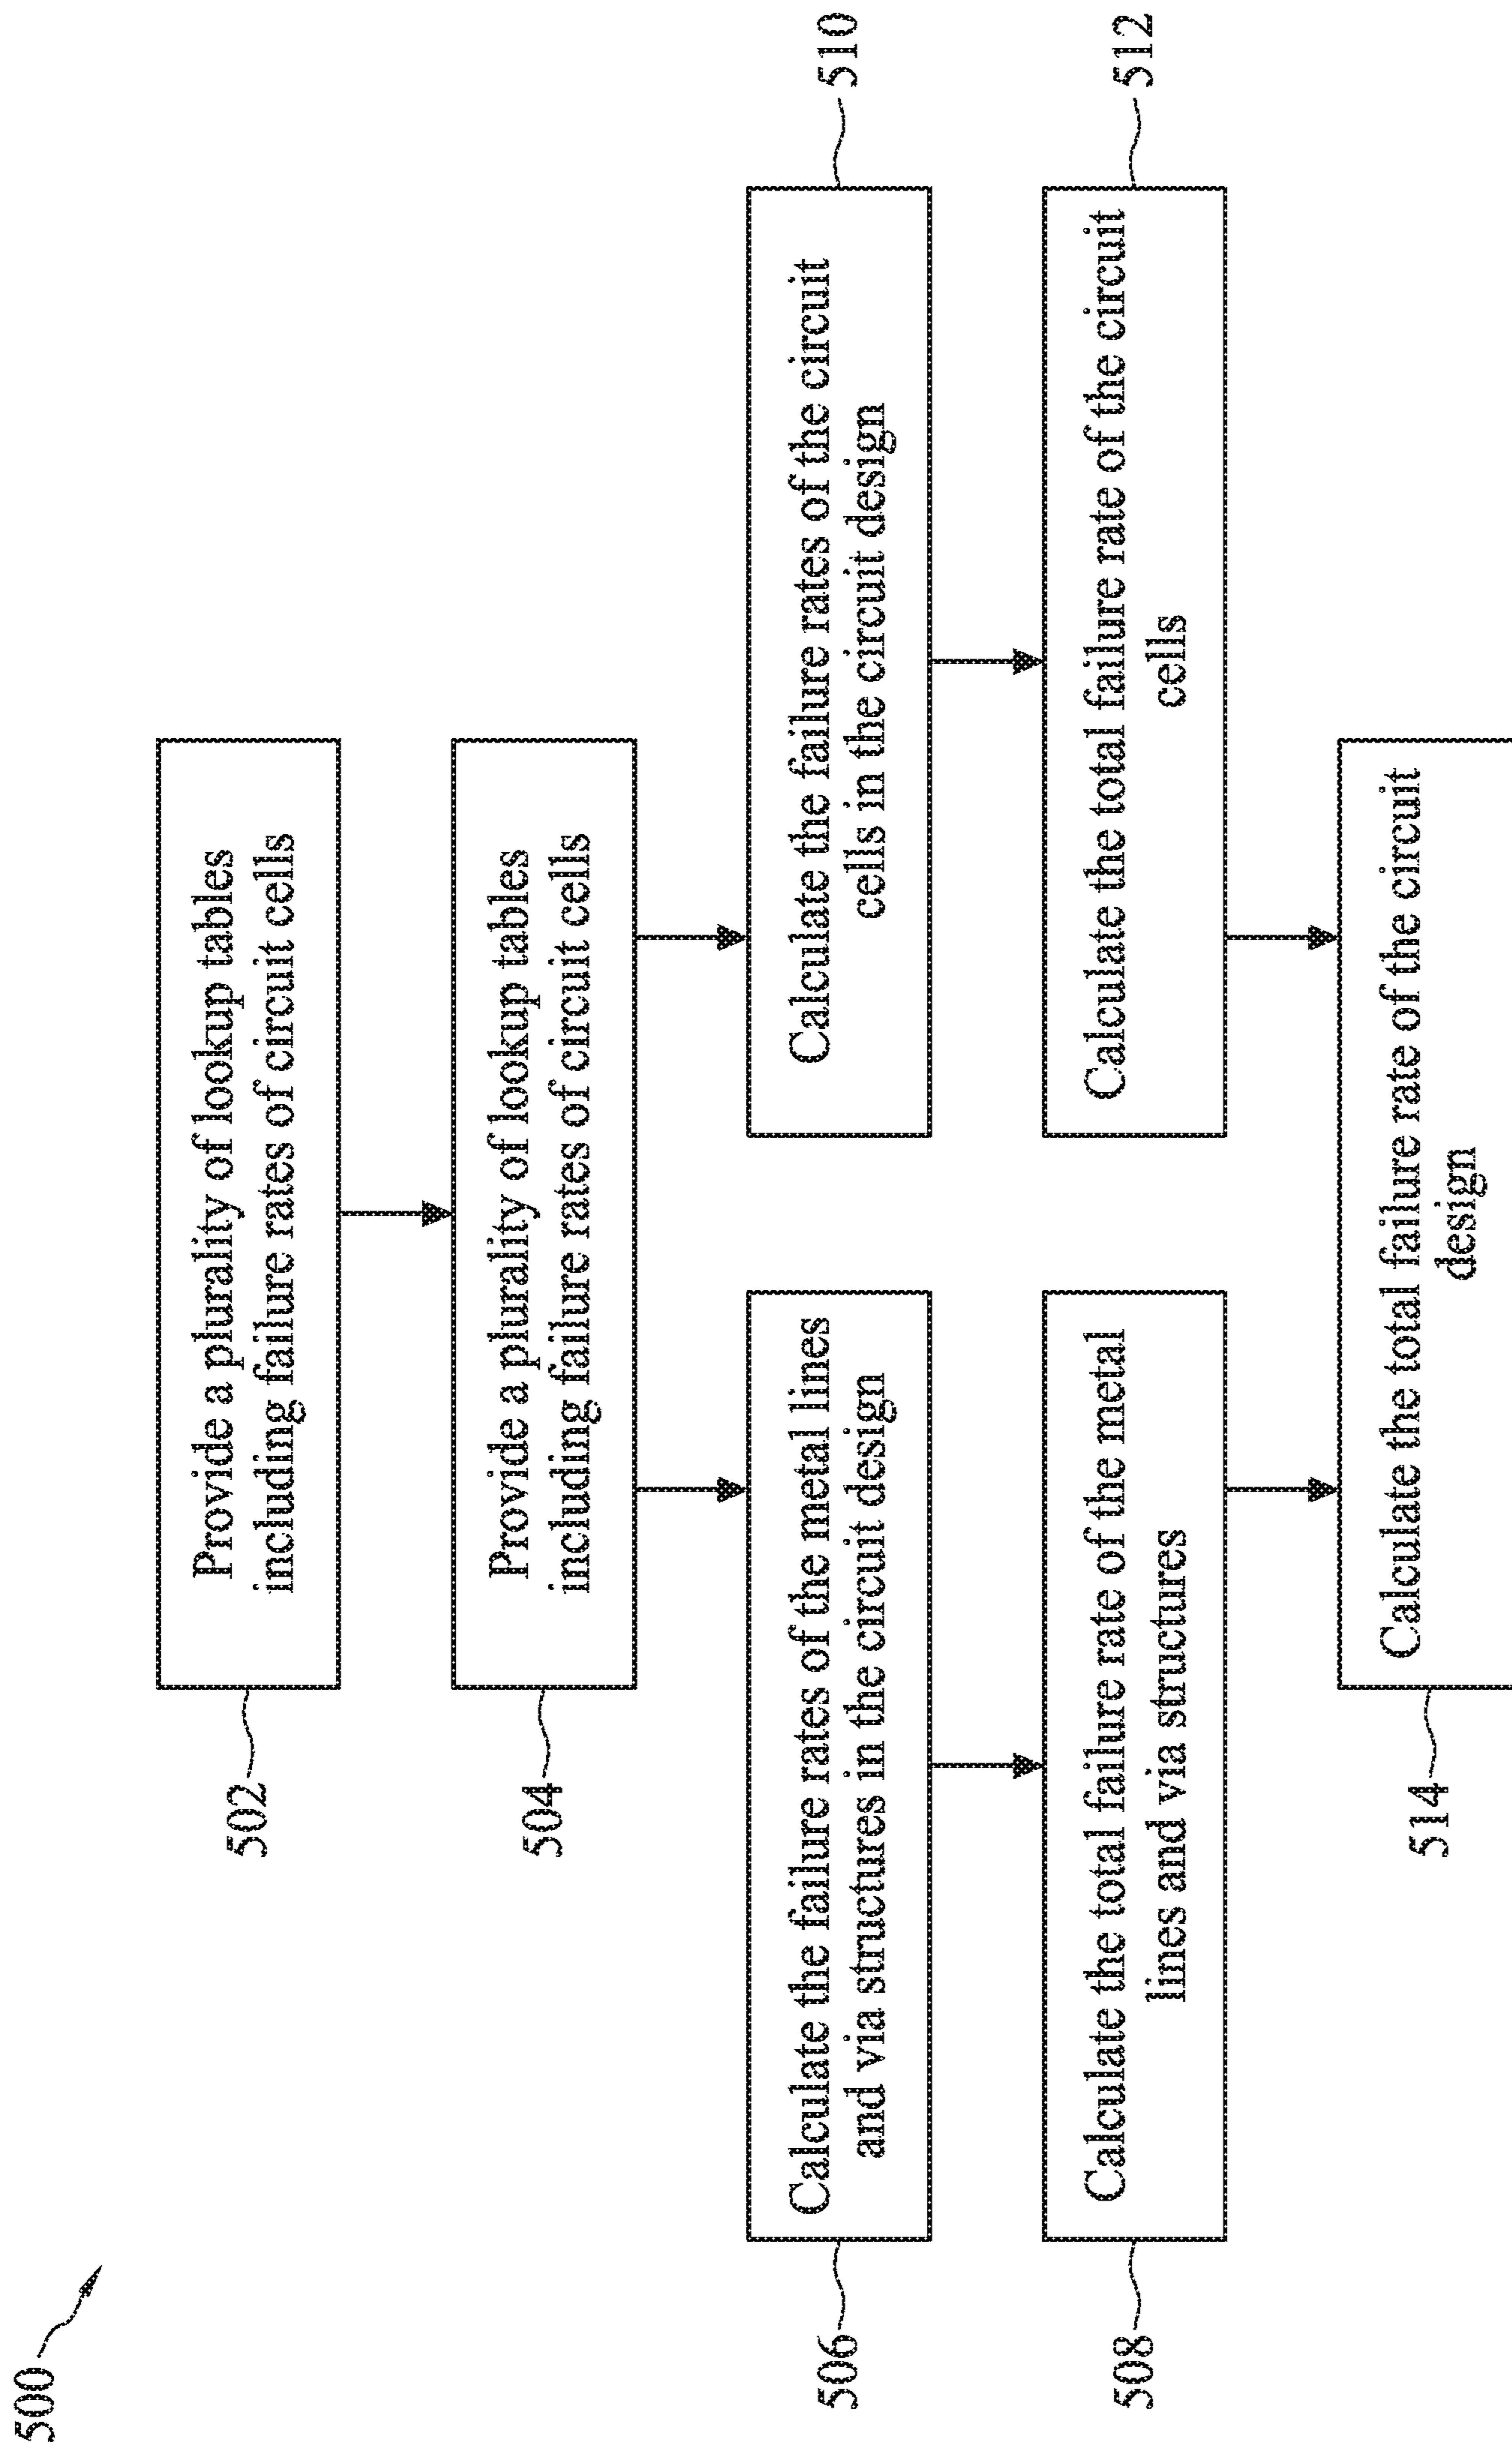 500
502
Provide a plurality of lookup tables
including failure rates of circuit cells
504
Provide a plurality of lookup tables
including failure rates of circuit cells
506
Calculate the failure rates of the metal lines
and via structures in the circuit design
510
Calculate the failure rates of the circuit
cells in the circuit design
508
Calculate the total failure rate of the metal
lines and via structures
512
Calculate the total failure rate of the circuit
cells
514
Calculate the total failure rate of the circuit
design